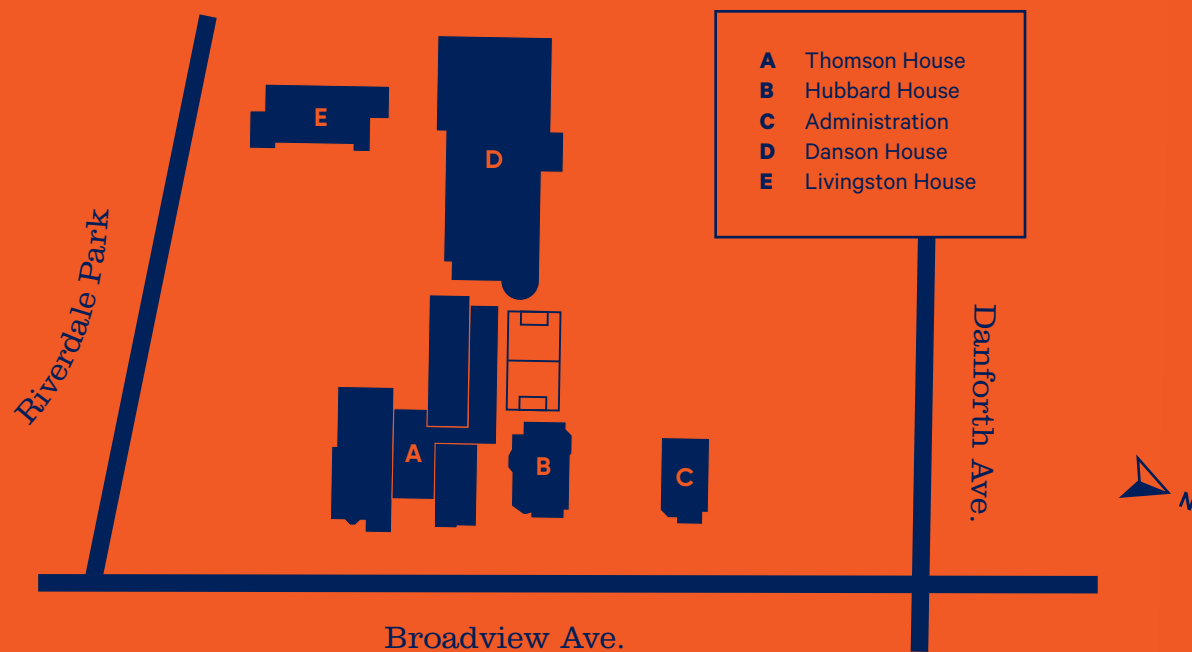 A Thomson House
B Hubbard House
C Administration
D Danson House
E Livingston House
E
D
Riverdale Park
Danforth Ave.
A
B
C
N
Broadview Ave.